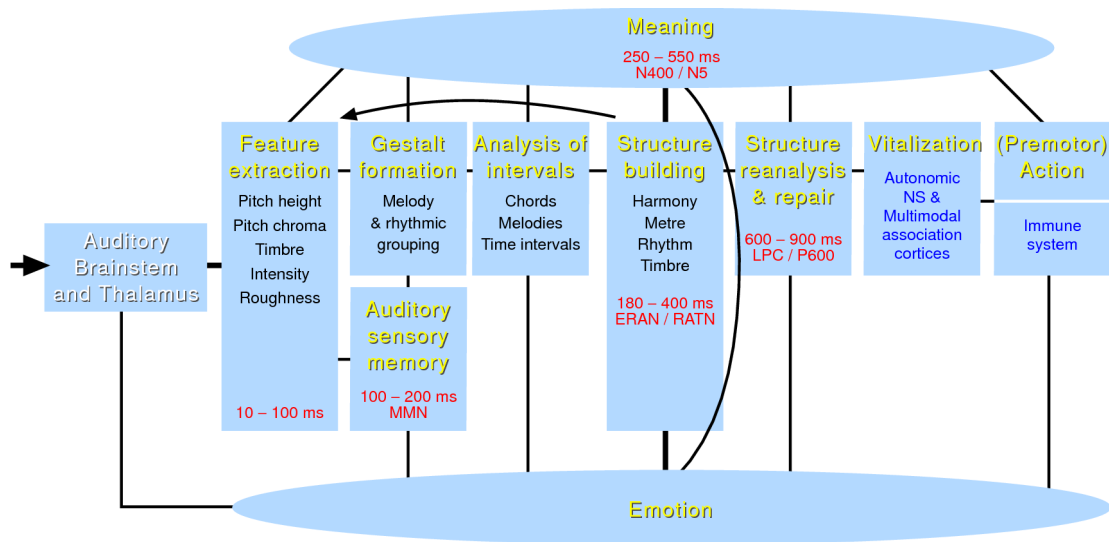 Meaning
250 – 550 ms
N400 / N5
Auditory
Brainstem
and Thalamus
Feature
extraction
Pitch height
Pitch chroma
Timbre
Intensity
Roughness
10 – 100 ms
Gestalt
formation
Melody
& rhythmic
grouping
Auditory
sensory
memory
100 – 200 ms
MMN
Analysis of
intervals
Chords
Melodies
Time intervals
Structure
building
Harmony
Metre
Rhythm
Timbre
180 – 400 ms
ERAN / RATN
Structure
reanalysis
& repair
600 – 900 ms
LPC / P600
Vitalization
Autonomic
NS &
Multimodal
association
cortices
(Premotor)
Action
Immune
system
Emotion